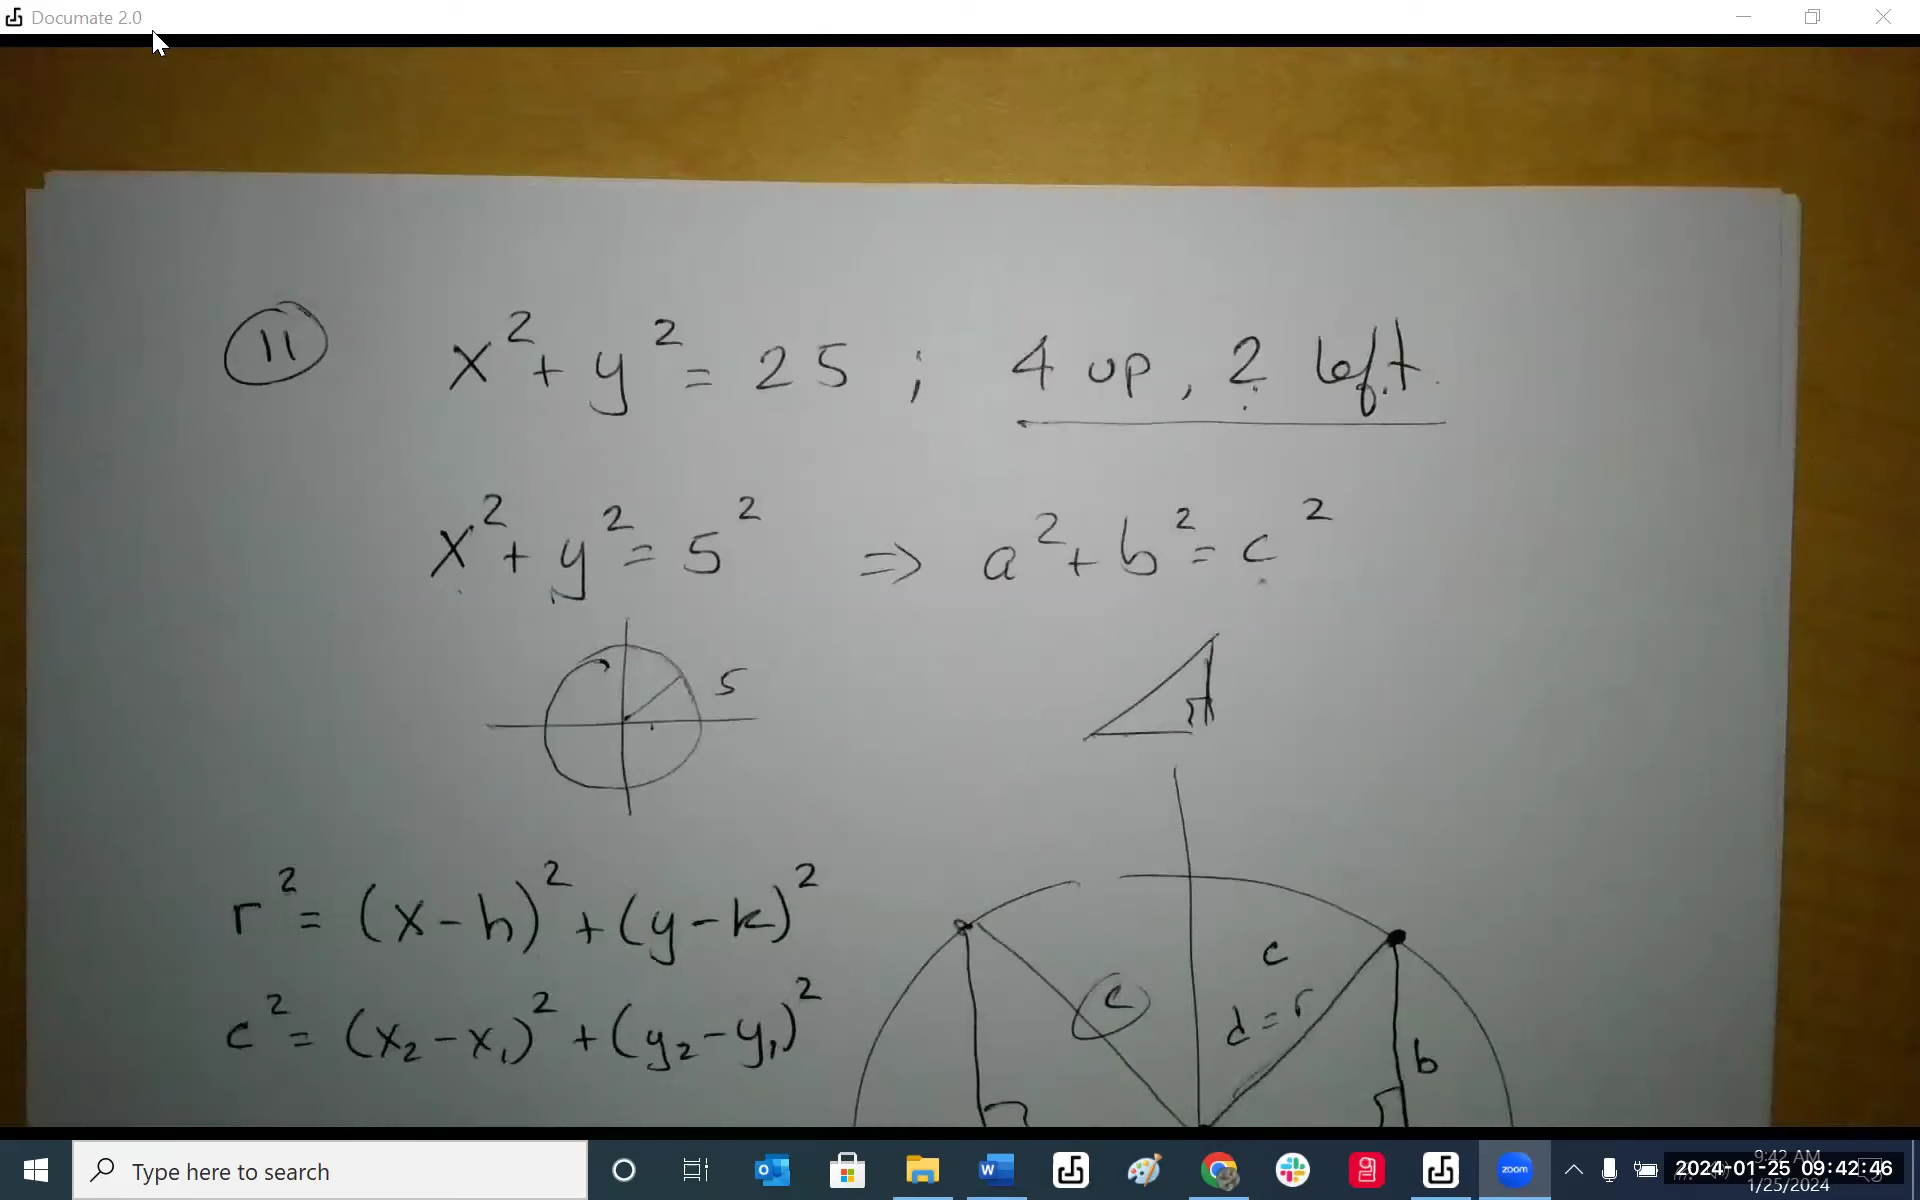 Documate 2.0
11 x² + y² = 25 ; 4 up, 2 left.
x² + y² = 5² => a² + b² = c²
5
r² = (x - h)² + (y - k)²
c² = (x₂ - x₁)² + (y₂ - y₁)²
c
c
d = r
b
Type here to search
9:42 AM
2024-01-25 09:42:46
1/25/2024
zoom